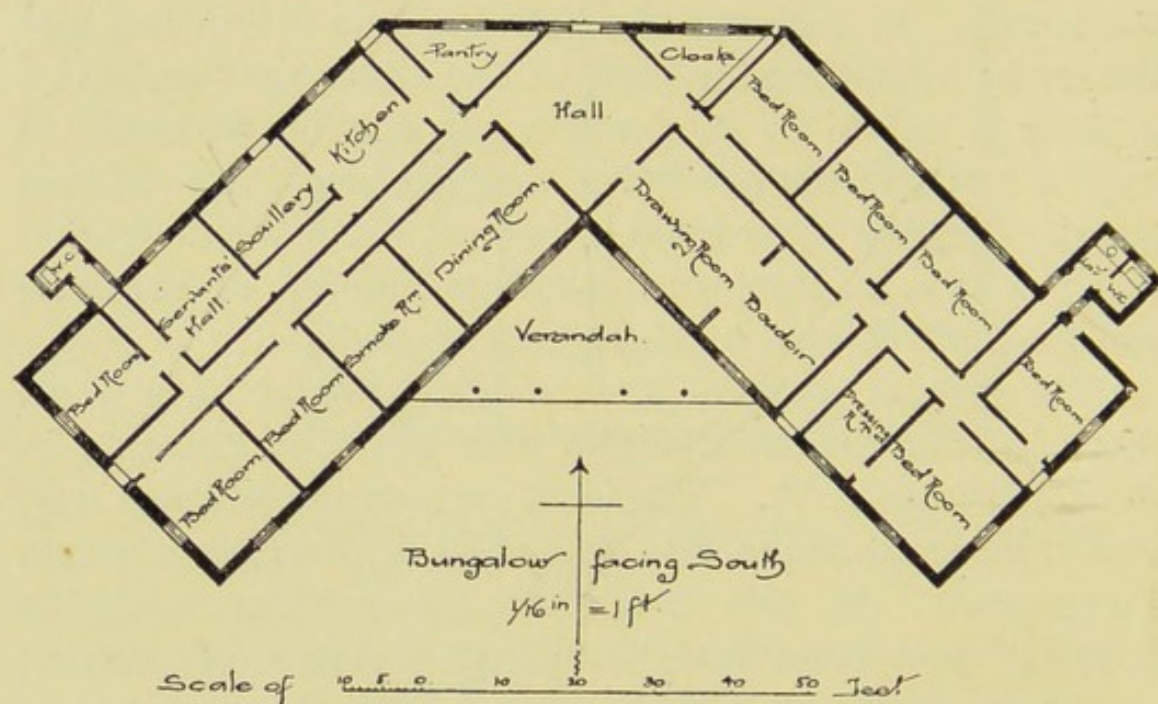 Pantry
Cloaks
Hall.
Kitchen
Scullery
Servants' Hall.
W.C
Bed Room
Bed Room
Bed Room
Smoke Rm
Dining Room
Drawing Room
Boudoir
Bed Room
Bed Room
Bed Room
Lav'
W.C.
Bed Room
Dressing Rm
Bed Room
Verandah.
Bungalow facing South
1/16 in = 1 ft
Scale of 10 5 0 10 20 30 40 50 Feet